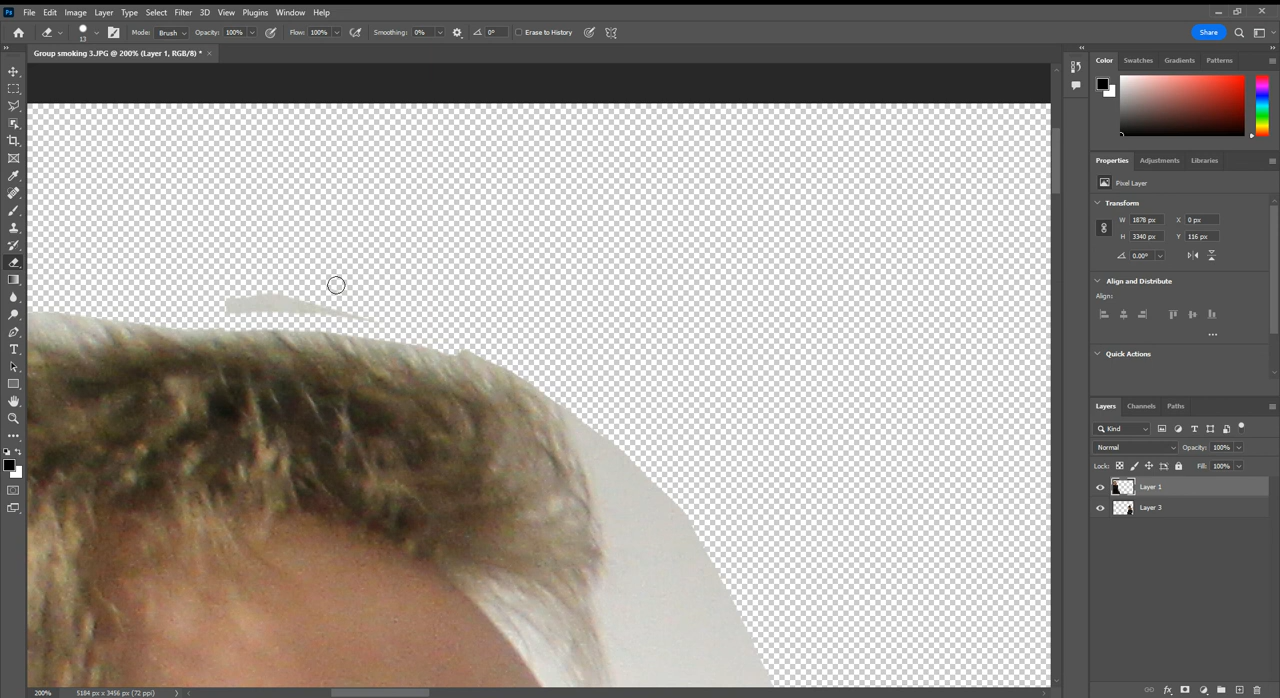 Ps File Edit Image Layer Type Select Filter 3D View Plugins Window Help
13 Mode: Brush Opacity: 100% Flow: 100% Smoothing: 0% 0° Erase to History Share
Group smoking 3.JPG @ 200% (Layer 1, RGB/8) * ×
Color Swatches Gradients Patterns
Properties Adjustments Libraries
Pixel Layer
Transform
W 1878 px X 0 px
H 3340 px Y 116 px
0.00°
Align and Distribute
Align:
Quick Actions
Layers Channels Paths
Kind
Normal Opacity: 100%
Lock: Fill: 100%
Layer 1
Layer 3
200% 5184 px x 3456 px (72 ppi)